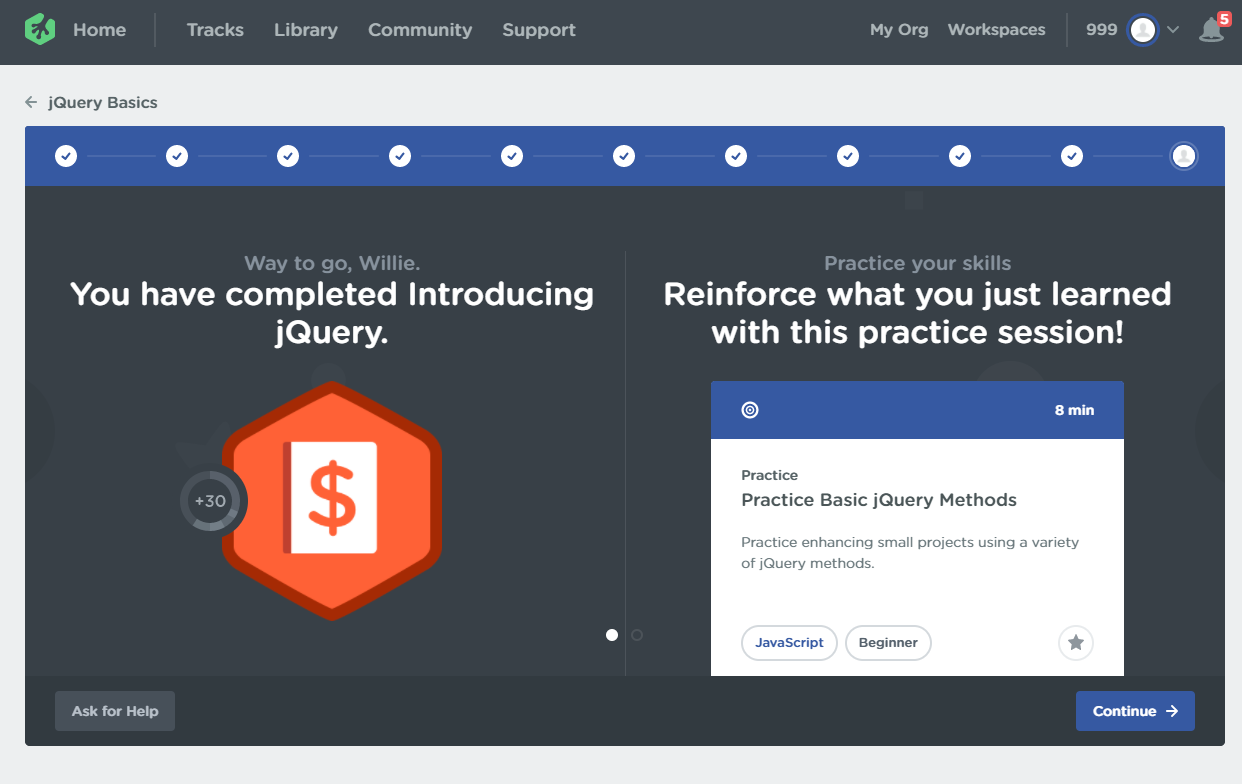 Home
Tracks
Library
Community
Support
My Org
Workspaces
999
5
← jQuery Basics
Way to go, Willie.
You have completed Introducing
jQuery.
+30
$
Practice your skills
Reinforce what you just learned
with this practice session!
8 min
Practice
Practice Basic jQuery Methods
Practice enhancing small projects using a variety
of jQuery methods.
JavaScript
Beginner
Ask for Help
Continue →